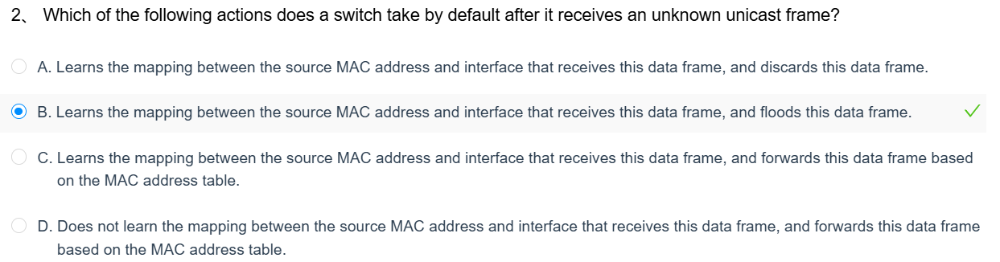 2、 Which of the following actions does a switch take by default after it receives an unknown unicast frame?
A. Learns the mapping between the source MAC address and interface that receives this data frame, and discards this data frame.
B. Learns the mapping between the source MAC address and interface that receives this data frame, and floods this data frame.
C. Learns the mapping between the source MAC address and interface that receives this data frame, and forwards this data frame based
on the MAC address table.
D. Does not learn the mapping between the source MAC address and interface that receives this data frame, and forwards this data frame
based on the MAC address table.